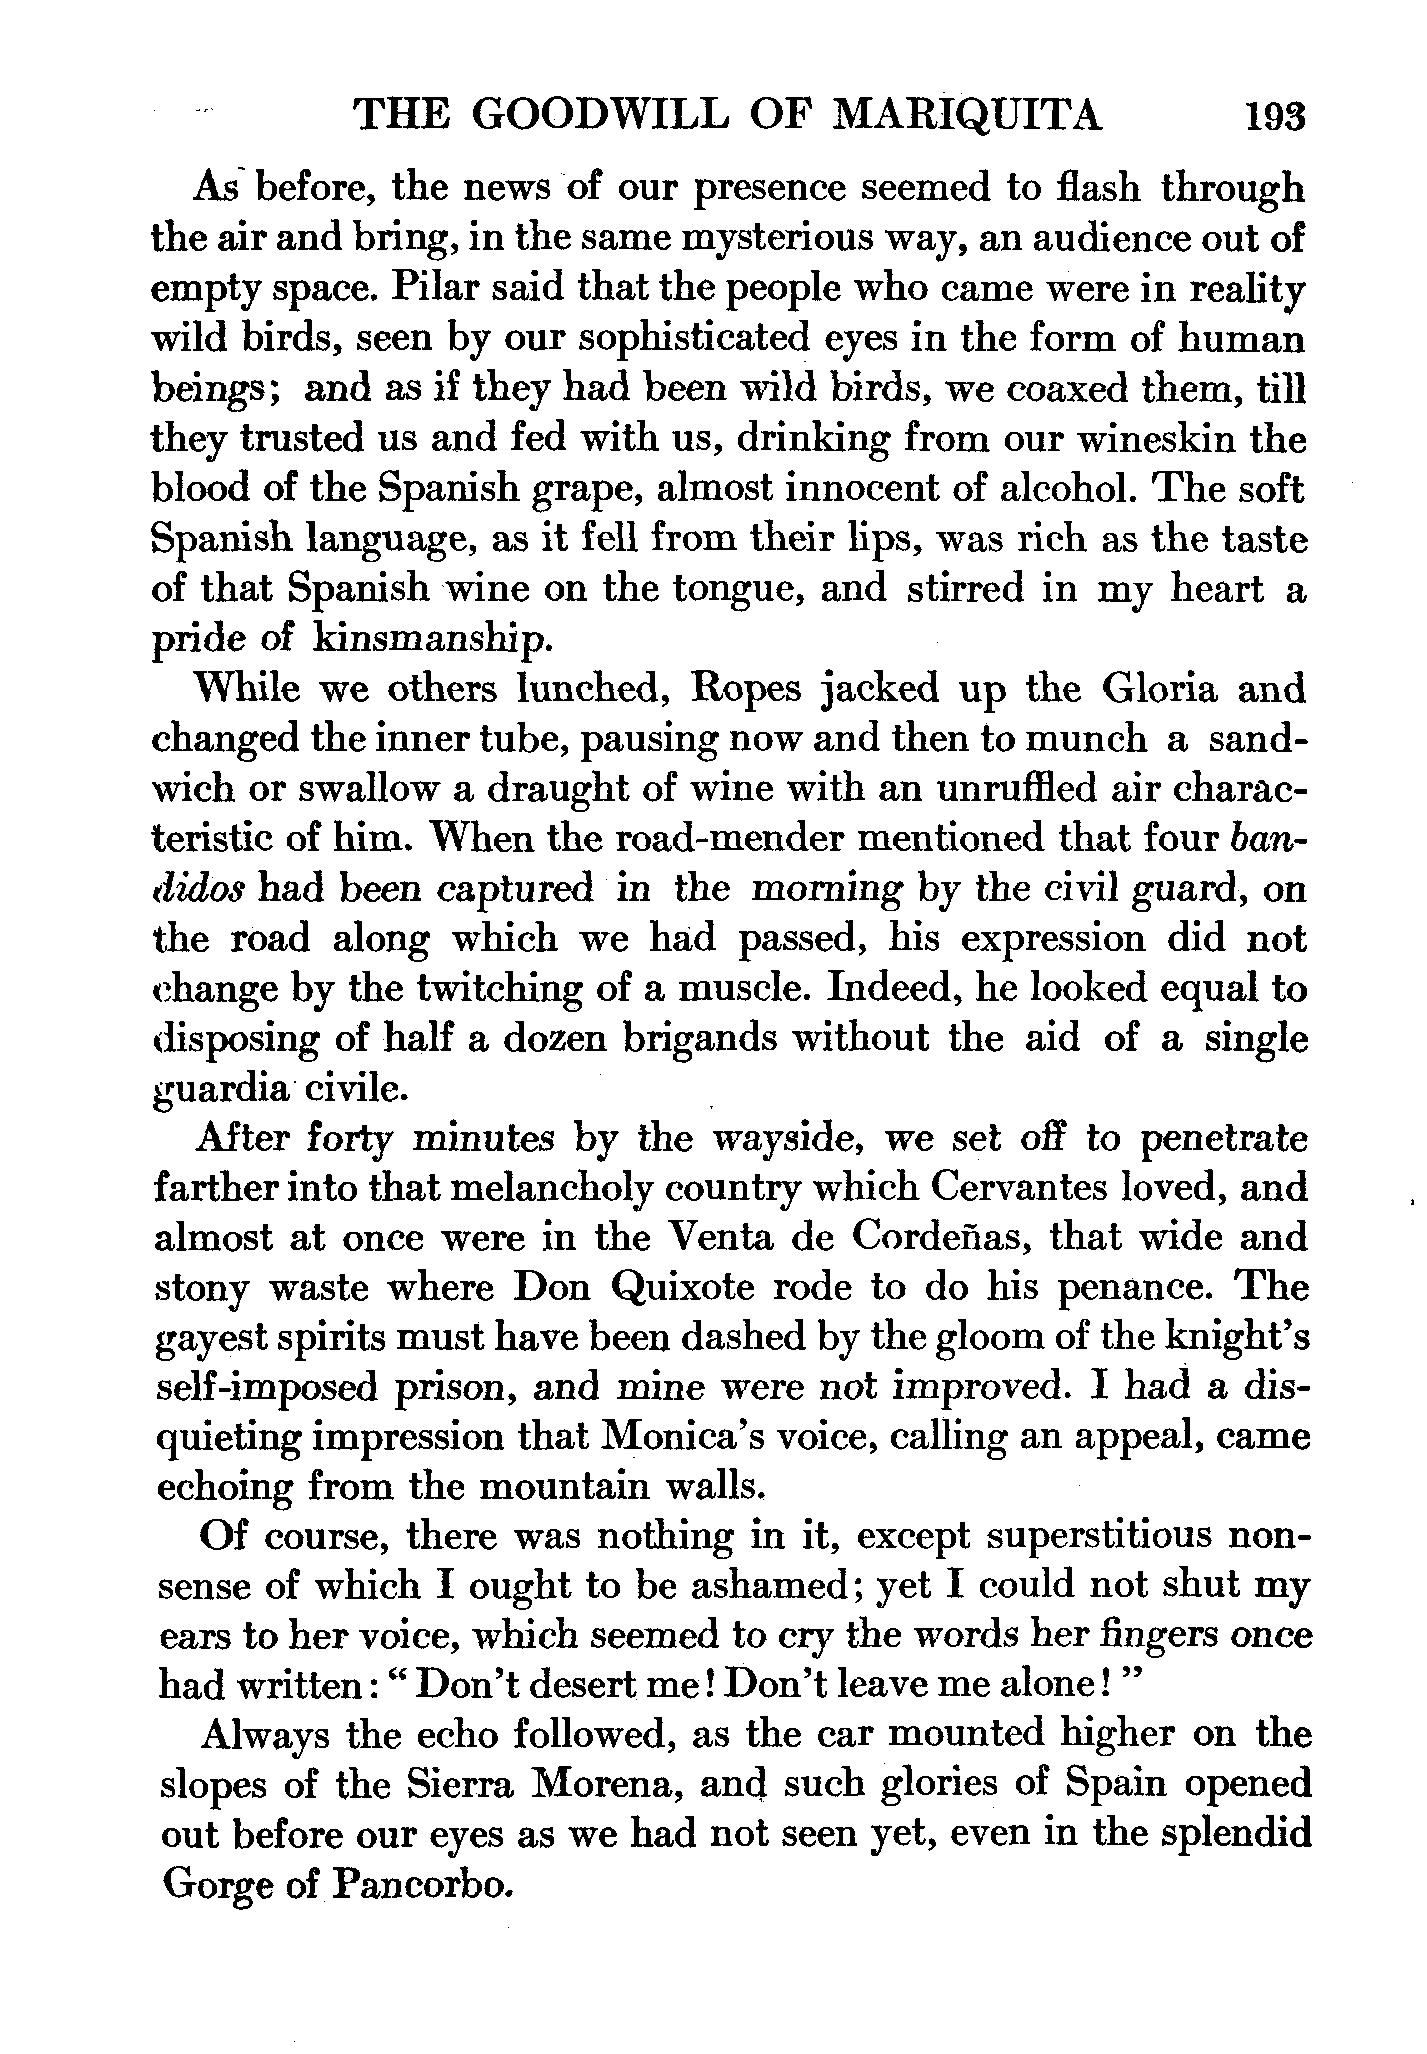 THE GOODWILL OF MARIQUITA 193
As before, the news of our presence seemed to flash through
the air and bring, in the same mysterious way, an audience out of
empty space. Pilar said that the people who came were in reality
wild birds, seen by our sophisticated eyes in the form of human
beings; and as if they had been wild birds, we coaxed them, till
they trusted us and fed with us, drinking from our wineskin the
blood of the Spanish grape, almost innocent of alcohol. The soft
Spanish language, as it fell from their lips, was rich as the taste
of that Spanish wine on the tongue, and stirred in my heart a
pride of kinsmanship.
While we others lunched, Ropes jacked up the Gloria and
changed the inner tube, pausing now and then to munch a sand-
wich or swallow a draught of wine with an unruffled air charac-
teristic of him. When the road-mender mentioned that four ban-
didos had been captured in the morning by the civil guard, on
the road along which we had passed, his expression did not
change by the twitching of a muscle. Indeed, he looked equal to
disposing of half a dozen brigands without the aid of a single
guardia civile.
After forty minutes by the wayside, we set off to penetrate
farther into that melancholy country which Cervantes loved, and
almost at once were in the Venta de Cordeñas, that wide and
stony waste where Don Quixote rode to do his penance. The
gayest spirits must have been dashed by the gloom of the knight's
self-imposed prison, and mine were not improved. I had a dis-
quieting impression that Monica's voice, calling an appeal, came
echoing from the mountain walls.
Of course, there was nothing in it, except superstitious non-
sense of which I ought to be ashamed; yet I could not shut my
ears to her voice, which seemed to cry the words her fingers once
had written: "Don't desert me! Don't leave me alone!"
Always the echo followed, as the car mounted higher on the
slopes of the Sierra Morena, and such glories of Spain opened
out before our eyes as we had not seen yet, even in the splendid
Gorge of Pancorbo.